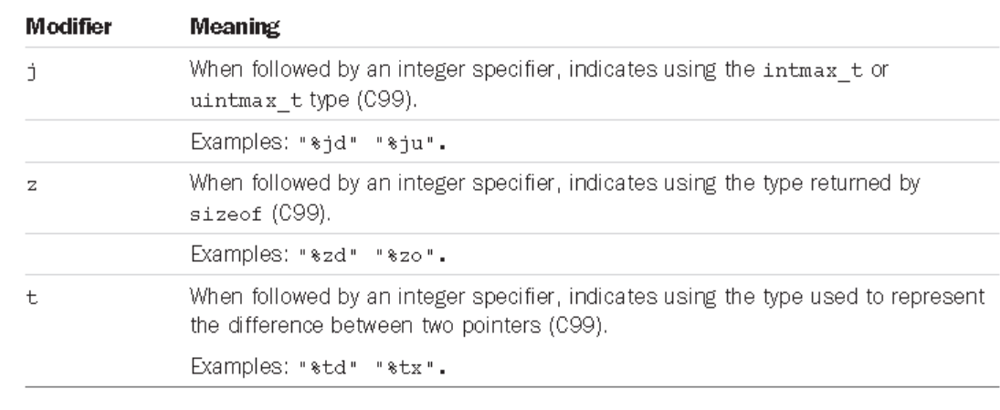 Modifier Meaning
j When followed by an integer specifier, indicates using the intmax_t or
uintmax_t type (C99).
Examples: "%jd" "%ju".
z When followed by an integer specifier, indicates using the type returned by
sizeof (C99).
Examples: "%zd" "%zo".
t When followed by an integer specifier, indicates using the type used to represent
the difference between two pointers (C99).
Examples: "%td" "%tx".